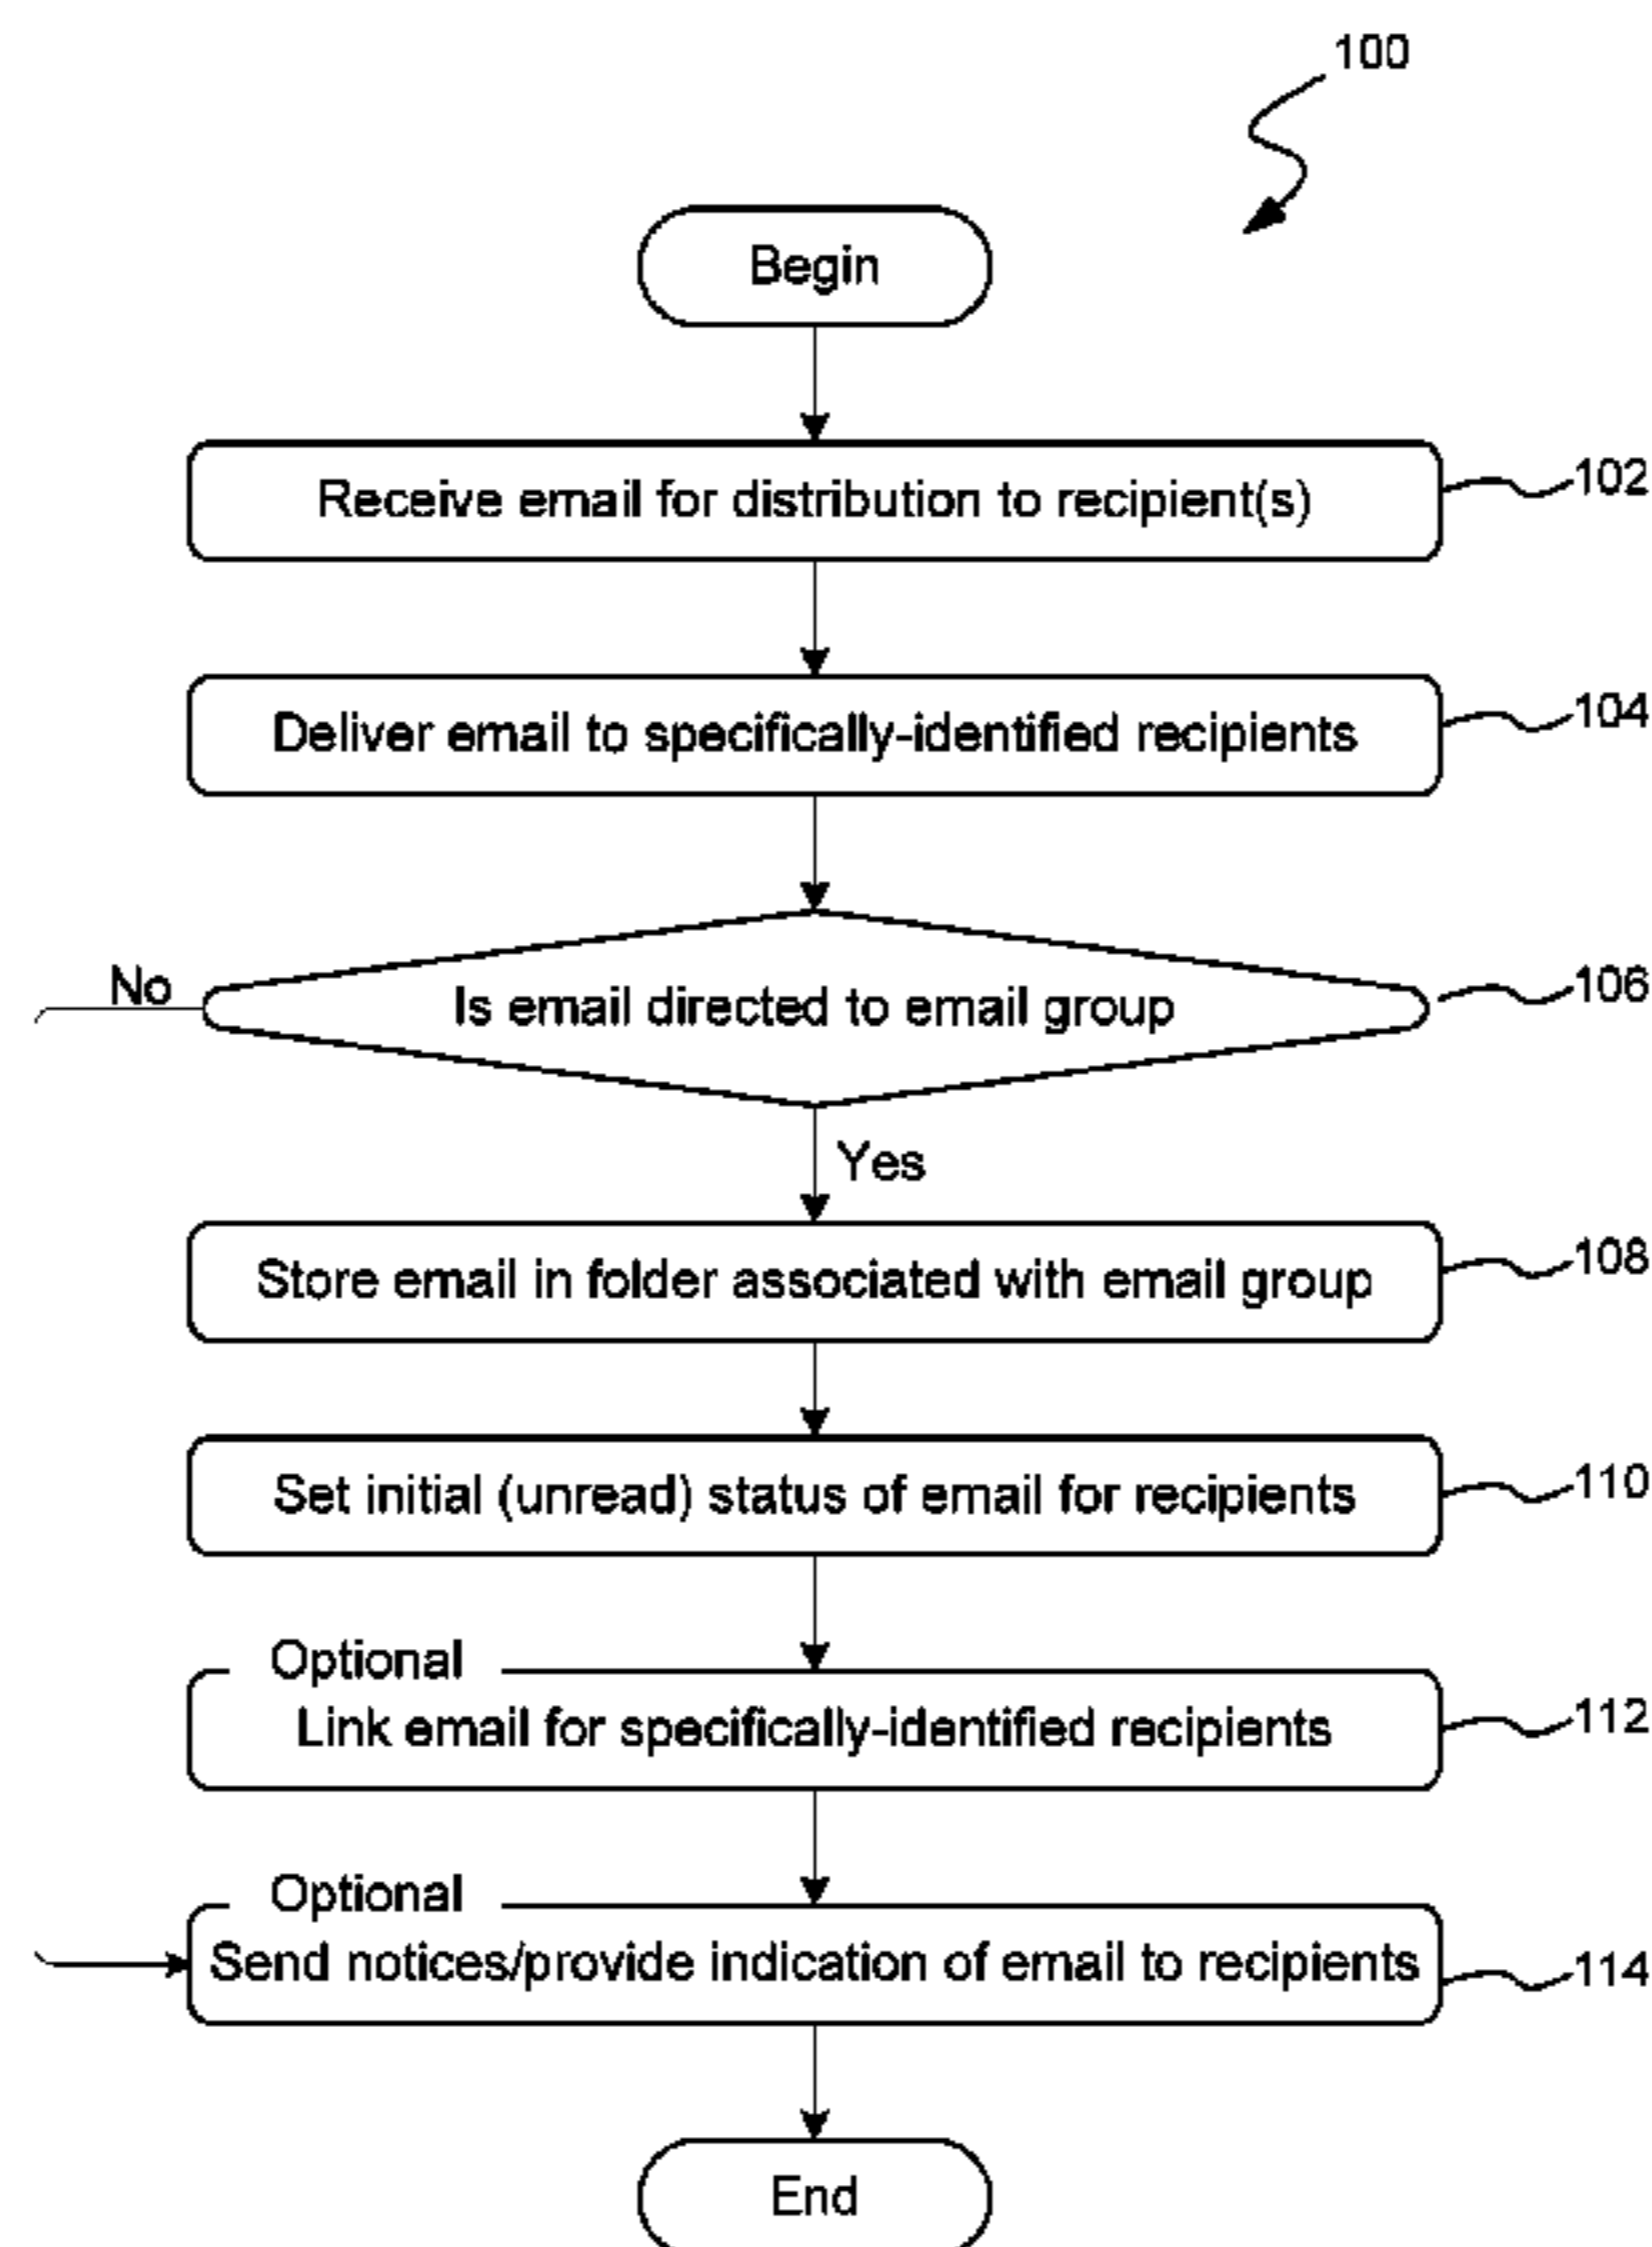 100
Begin
Receive email for distribution to recipient(s)
102
Deliver email to specifically-identified recipients
104
No
Is email directed to email group
106
Yes
Store email in folder associated with email group
108
Set initial (unread) status of email for recipients
110
Optional
Link email for specifically-identified recipients
112
Optional
Send notices/provide indication of email to recipients
114
End